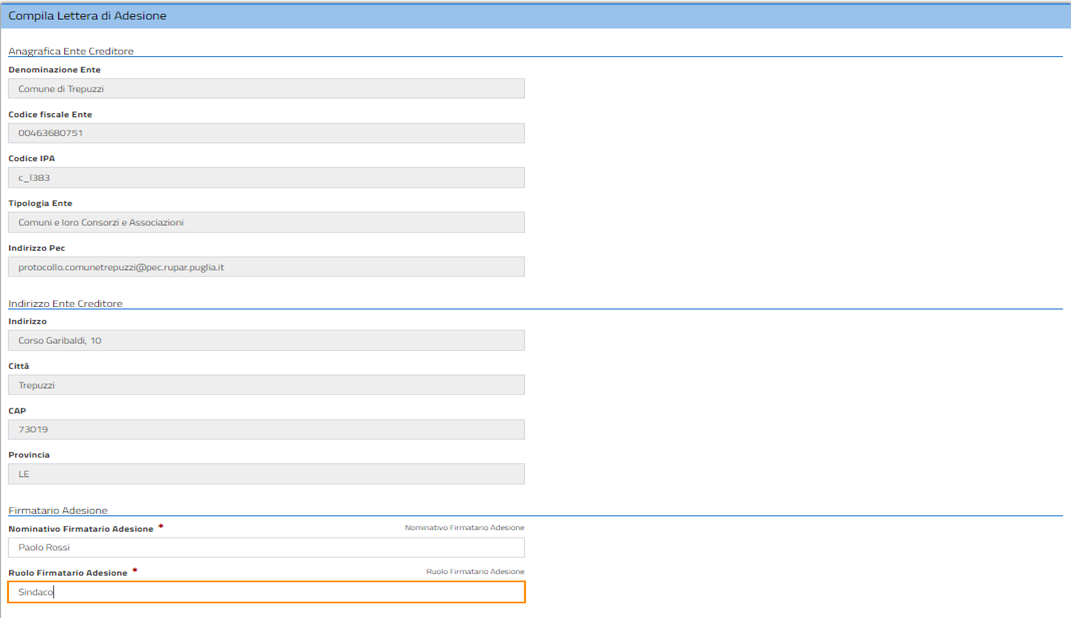 Compila Lettera di Adesione
Anagrafica Ente Creditore
Denominazione Ente
Comune di Trepuzzi
Codice fiscale Ente
00463680751
Codice IPA
c_l383
Tipologia Ente
Comuni e loro Consorzi e Associazioni
Indirizzo Pec
protocollo.comunetrepuzzi@pec.rupar.puglia.it
Indirizzo Ente Creditore
Indirizzo
Corso Garibaldi, 10
Città
Trepuzzi
CAP
73019
Provincia
LE
Firmatario Adesione
Nominativo Firmatario Adesione * Nominativo Firmatario Adesione
Paolo Rossi
Ruolo Firmatario Adesione * Ruolo Firmatario Adesione
Sindaco